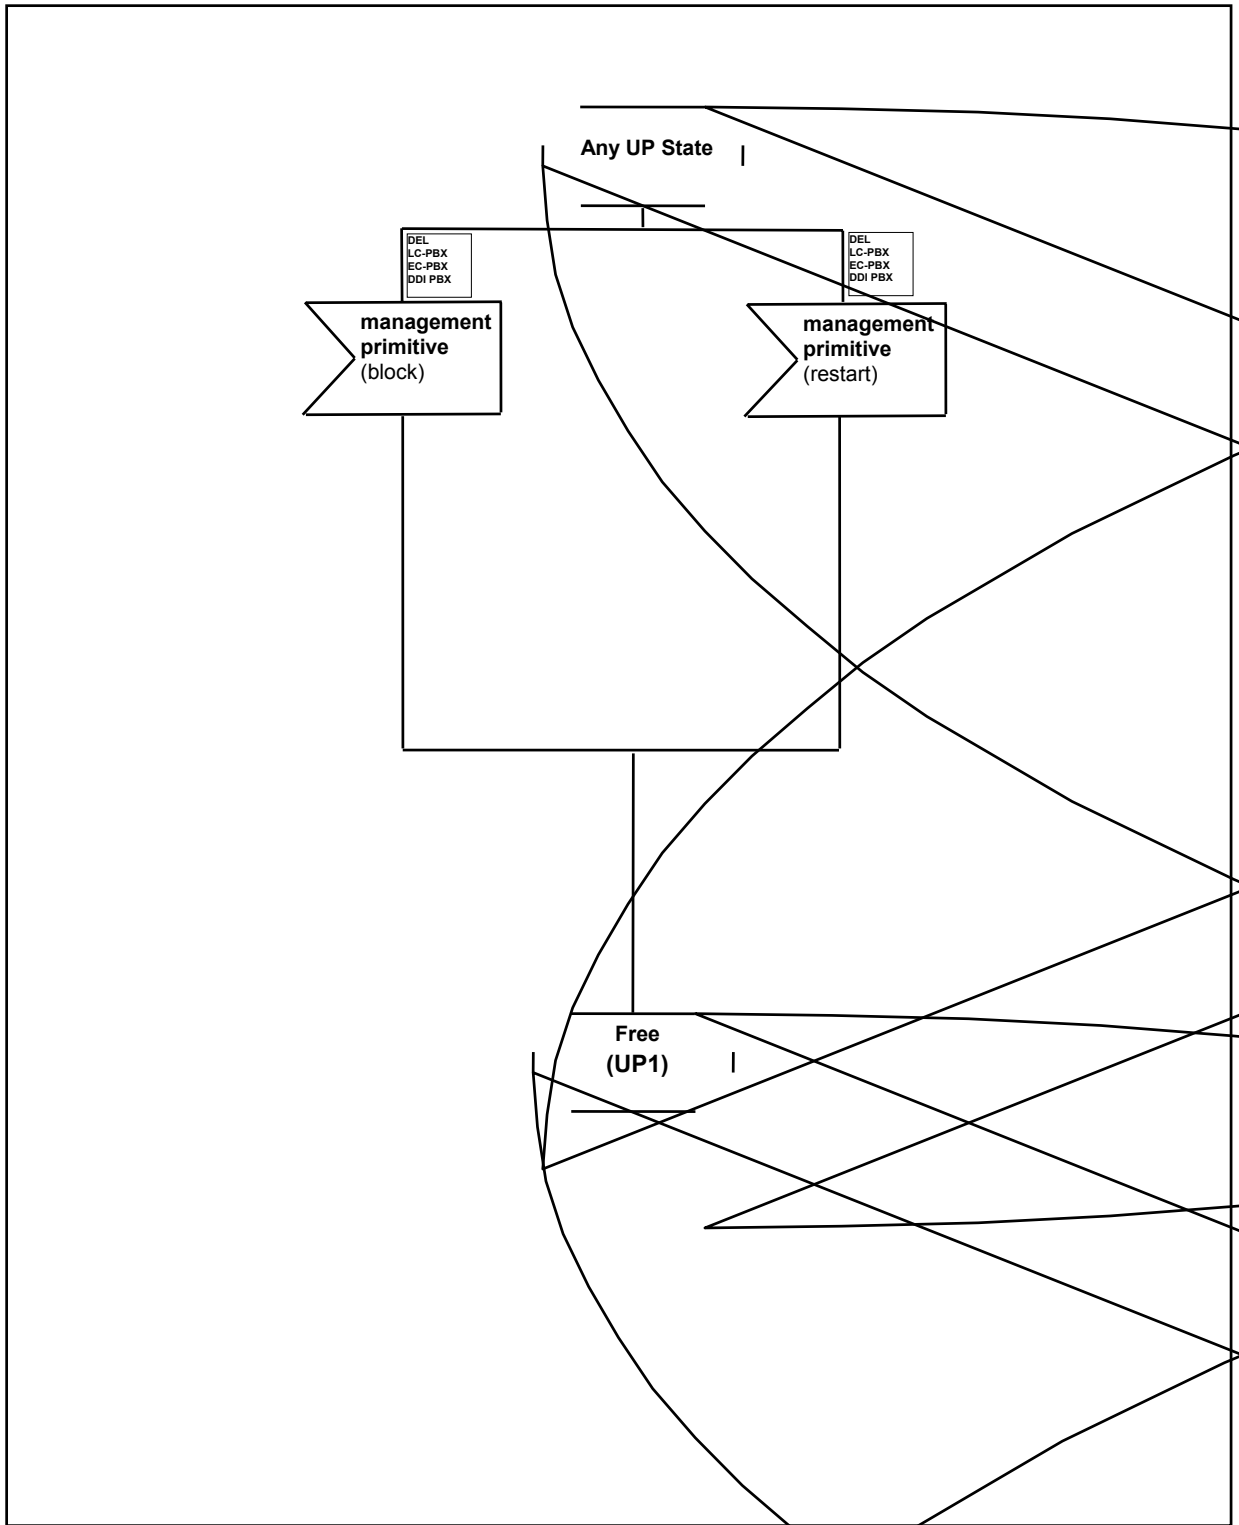 Any UP State
DEL
LC-PBX
EC-PBX
DDI PBX
management
primitive
(block)
DEL
LC-PBX
EC-PBX
DDI PBX
management
primitive
(restart)
Free
(UP1)